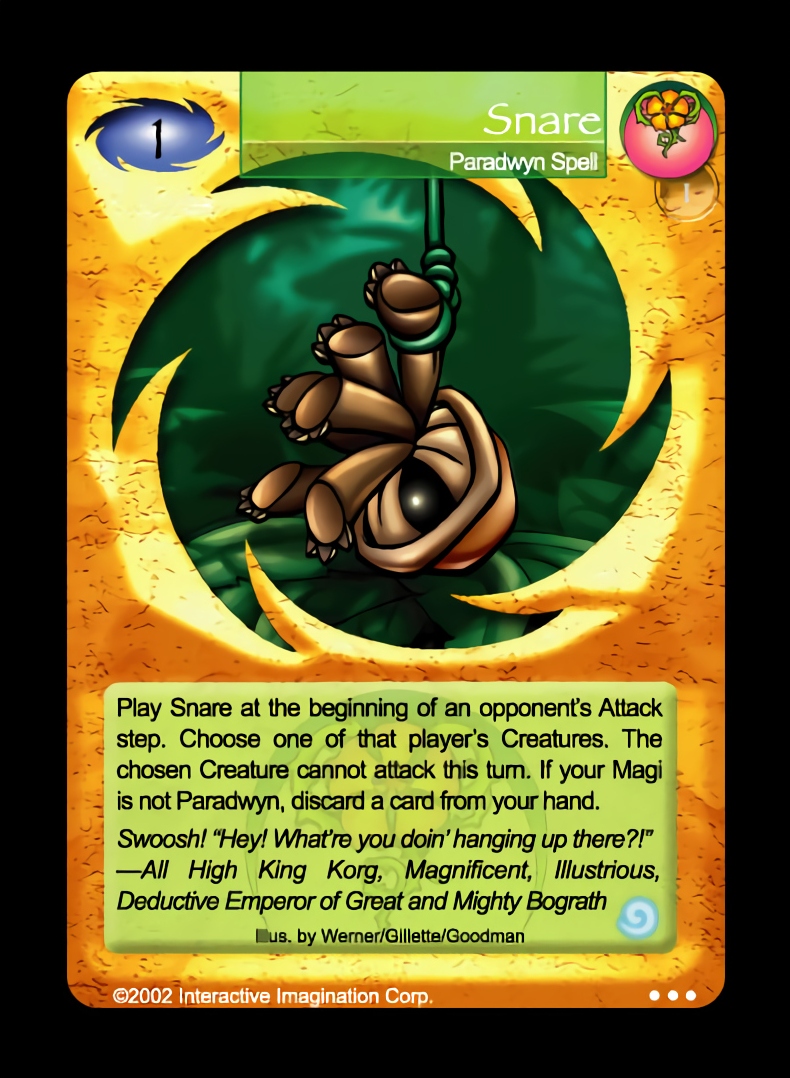 1
Snare
Paradwyn Spell
1
Play Snare at the beginning of an opponent's Attack
step. Choose one of that player's Creatures. The
chosen Creature cannot attack this turn. If your Magi
is not Paradwyn, discard a card from your hand.
Swoosh! "Hey! What're you doin' hanging up there?!"
—All High King Korg, Magnificent, Illustrious,
Deductive Emperor of Great and Mighty Bograth
Illus. by Werner/Gillette/Goodman
©2002 Interactive Imagination Corp.